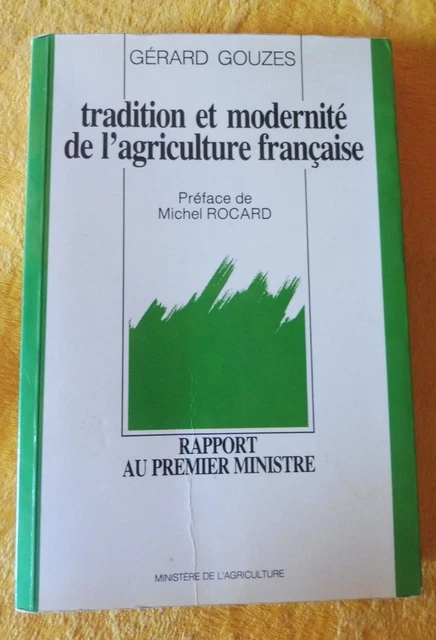 GÉRARD GOUZES
tradition et modernité
de l'agriculture française
Préface de
Michel ROCARD
RAPPORT
AU PREMIER MINISTRE
MINISTÈRE DE L'AGRICULTURE